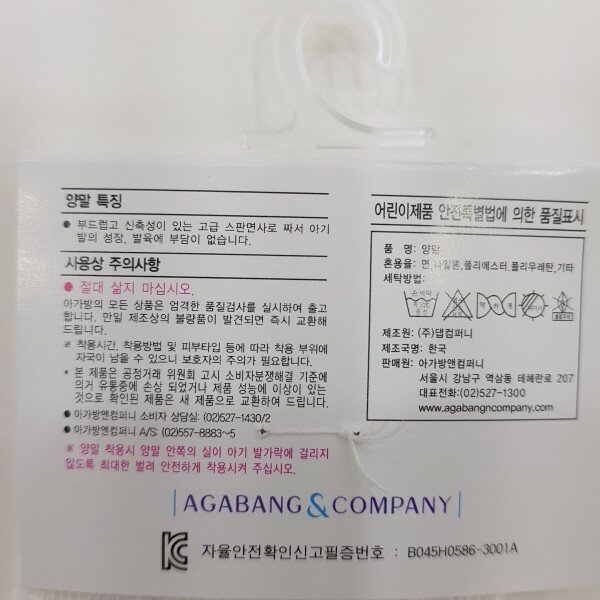 양말 특징
● 부드럽고 신축성이 있는 고급 스판면사로 짜서 아기
발의 성장, 발육에 부담이 없습니다.
사용상 주의사항
● 절대 삶지 마십시오.
아가방의 모든 상품은 엄격한 품질검사를 실시하여 출고
합니다. 만일 제조상의 불량품이 발견되면 즉시 교환해
드립니다.
※ 착용시간, 착용방법 및 피부타입 등에 따라 착용 부위에
자국이 남을 수 있으니 보호자의 주의가 필요합니다.
* 본 제품은 공정거래 위원회 고시 소비자분쟁해결 기준에
의거 유통중에 손상 되었거나 제품 성능에 이상이 있는
것으로 확인된 제품은 새 제품으로 교환하여 드립니다.
● 아가방앤컴퍼니 소비자 상담실: (02)527-1430/2
● 아가방앤컴퍼니 A/S: (02)557-8883~5
※ 양말 착용시 양말 안쪽의 실이 아기 발가락에 걸리지
않도록 최대한 벌려 안전하게 착용시켜 주십시오.
어린이제품 안전특별법에 의한 품질표시
품 명: 양말
혼용율: 면,나일론,폴리에스터,폴리우레탄,기타
세탁방법:
손세탁
제조원: (주)댑컴퍼니
제조국명: 한국
판매원: 아가방앤컴퍼니
서울시 강남구 역삼동 테헤란로 207
대표전화:(02)527-1300
www.agabangncompany.com
AGABANG&COMPANY
자율안전확인신고필증번호 : B045H0586-3001A